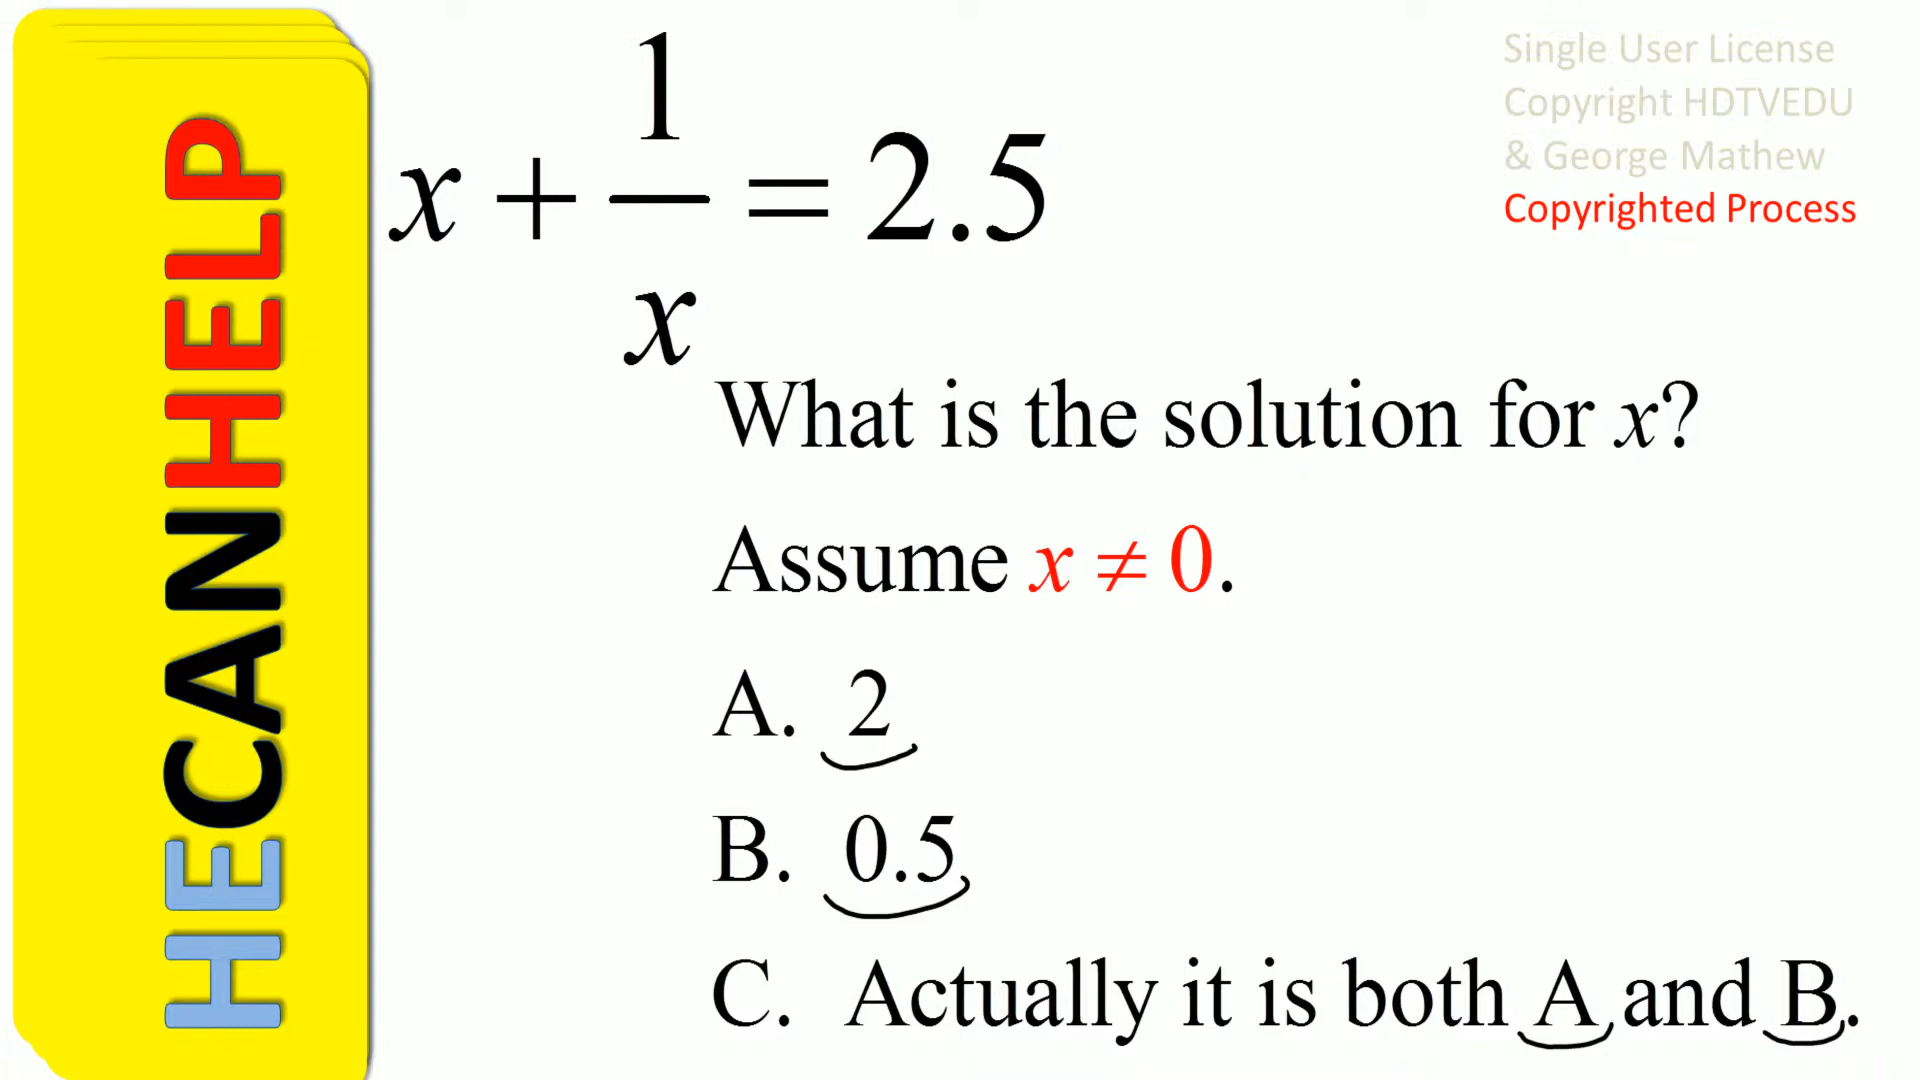 HECANHELP
x + 1/x = 2.5
Single User License
Copyright HDTVEDU
& George Mathew
Copyrighted Process
What is the solution for x?
Assume x ≠ 0.
A. 2
B. 0.5
C. Actually it is both A and B.